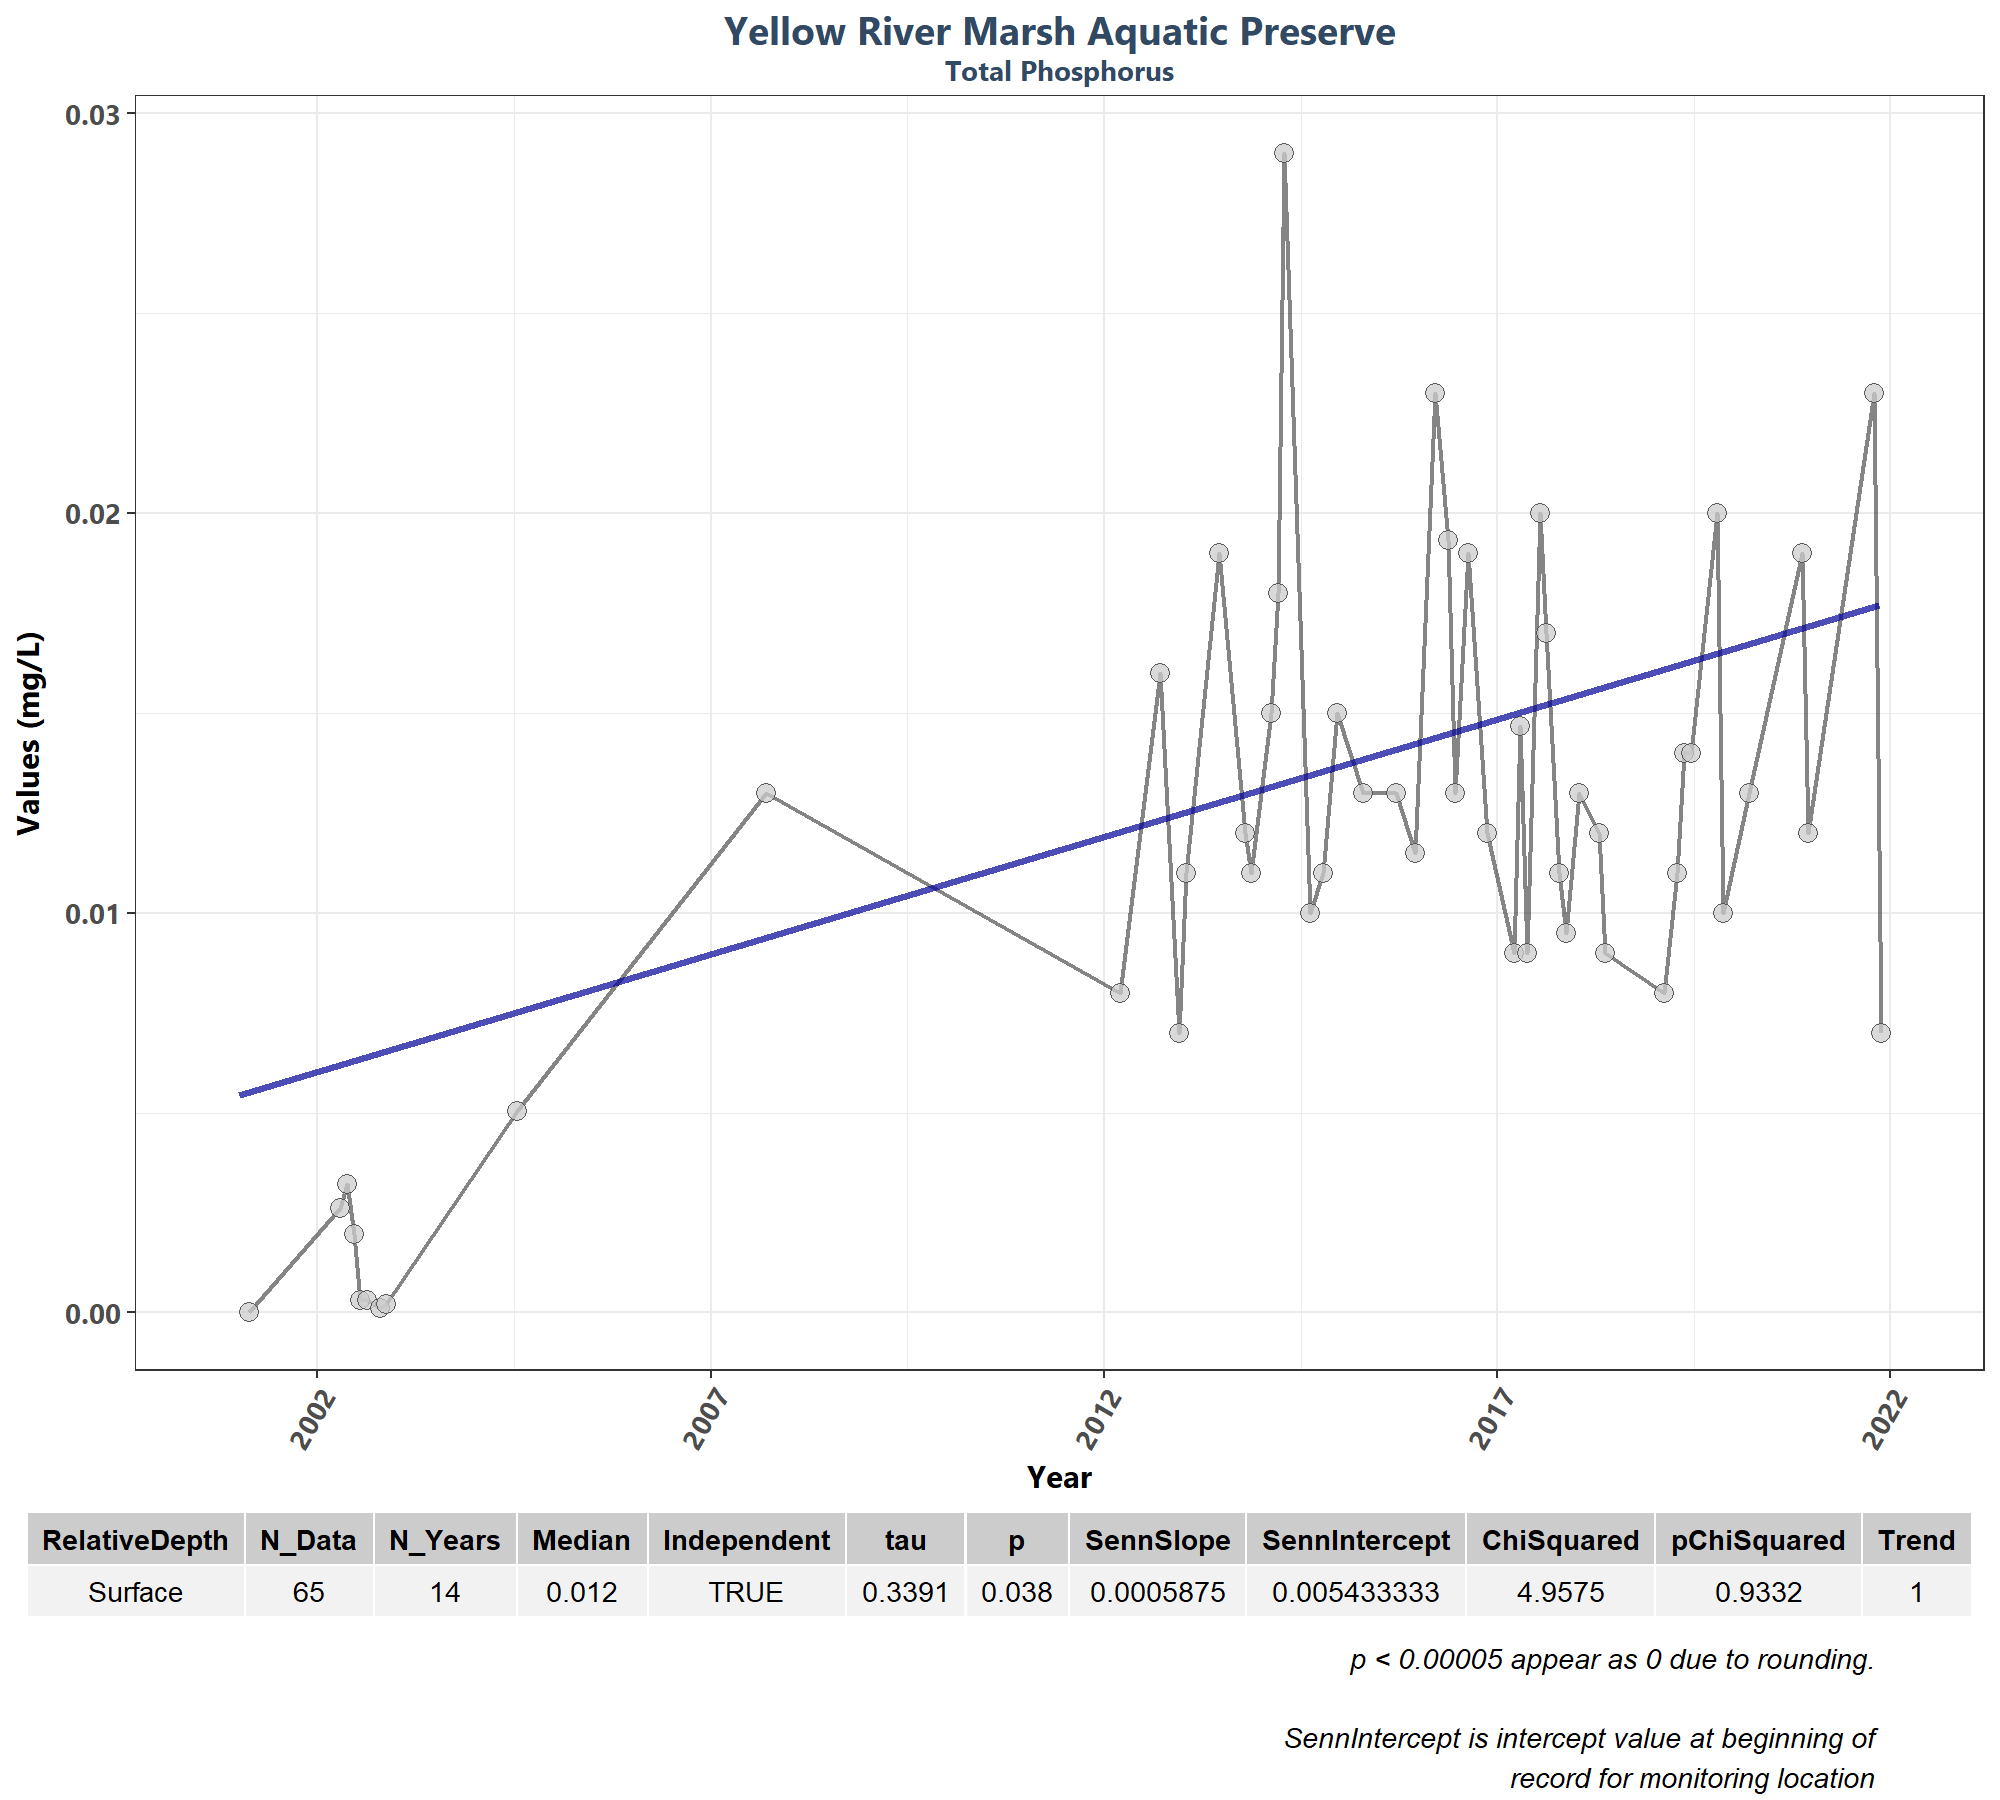 Yellow River Marsh Aquatic Preserve
Total Phosphorus
Values (mg/L)
0.03
0.02
0.01
0.00
2002 2007 2012 2017 2022
Year
RelativeDepth N_Data N_Years Median Independent tau p SennSlope SennIntercept ChiSquared pChiSquared Trend
Surface 65 14 0.012 TRUE 0.3391 0.038 0.0005875 0.005433333 4.9575 0.9332 1
p < 0.00005 appear as 0 due to rounding.
SennIntercept is intercept value at beginning of
record for monitoring location